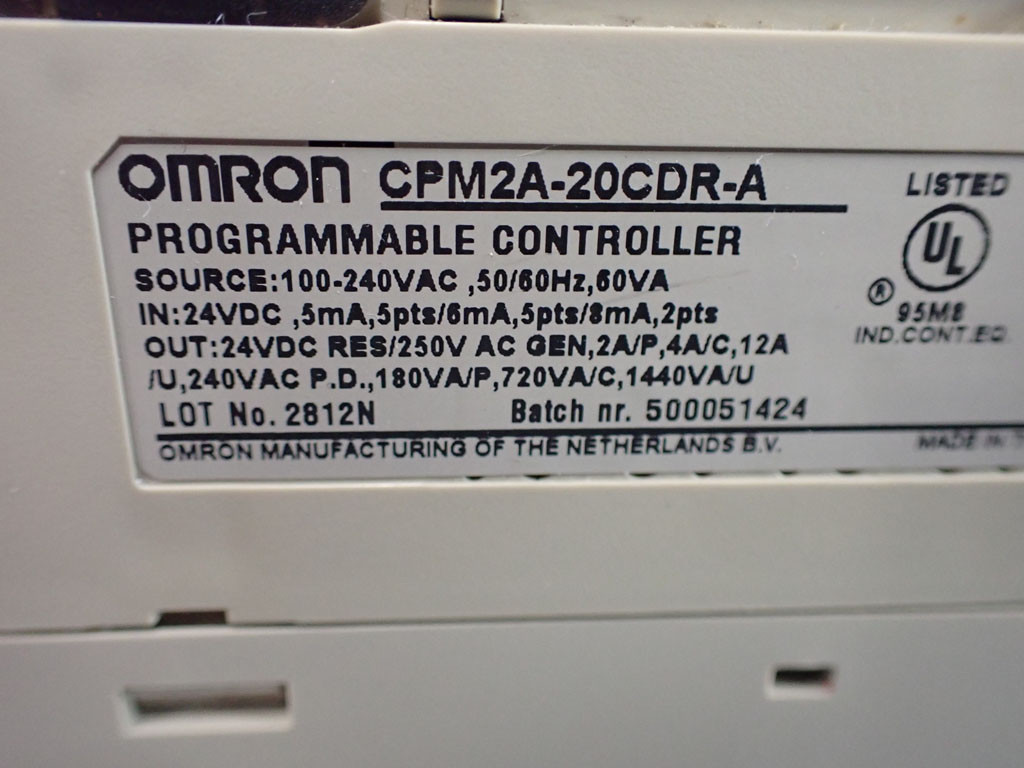 OMRON CPM2A-20CDR-A
PROGRAMMABLE CONTROLLER
SOURCE:100-240VAC ,50/60Hz,60VA
IN:24VDC ,5mA,5pts/6mA,5pts/8mA,2pts
OUT:24VDC RES/250V AC GEN,2A/P,4A/C,12A
/U,240VAC P.D.,180VA/P,720VA/C,1440VA/U
LOT No. 2812N Batch nr. 500051424
OMRON MANUFACTURING OF THE NETHERLANDS B.V. MADE IN
LISTED
UL
®
95M8
IND.CONT.EQ.